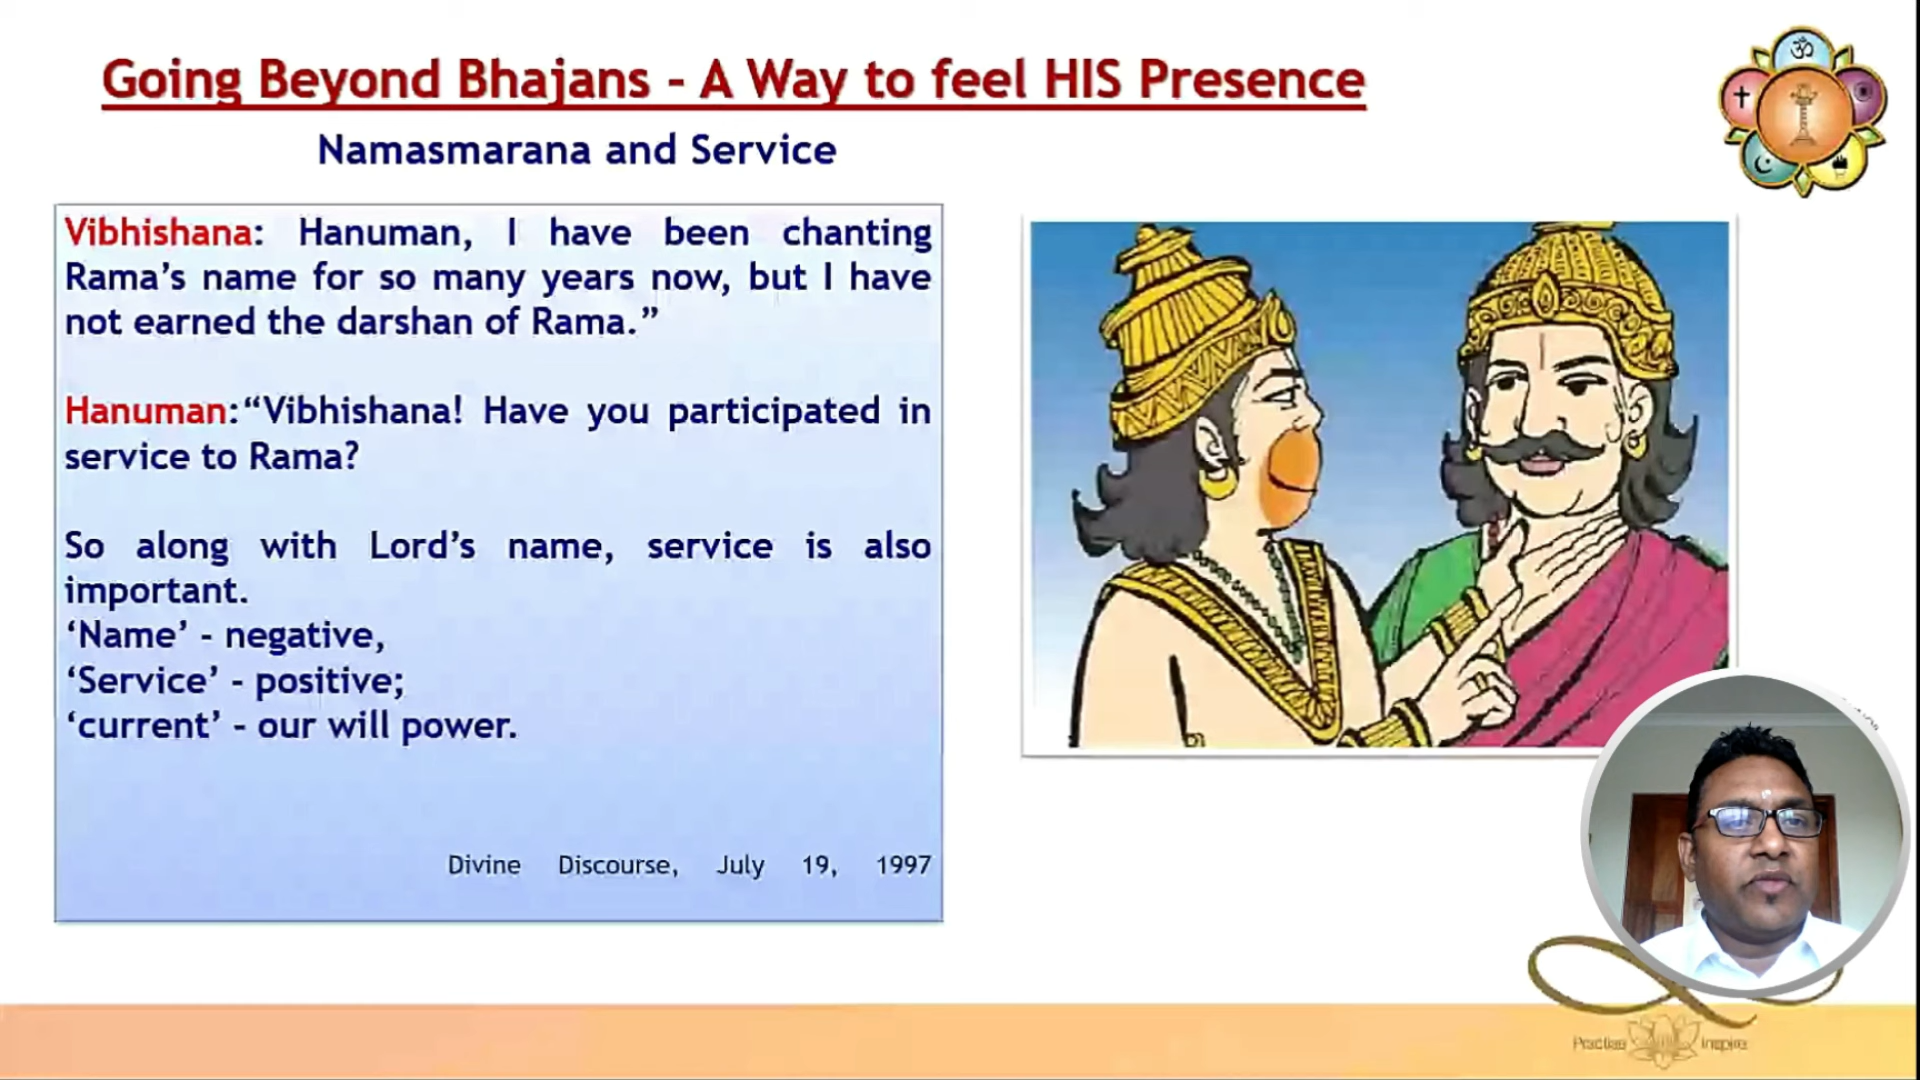 Going Beyond Bhajans - A Way to feel HIS Presence
Namasmarana and Service
Vibhishana: Hanuman, I have been chanting
Rama's name for so many years now, but I have
not earned the darshan of Rama.”
Hanuman:“Vibhishana! Have you participated in
service to Rama?
So along with Lord's name, service is also
important.
‘Name’ - negative,
‘Service’ - positive;
‘current’ - our will power.
Divine Discourse, July 19, 1997
Practise Inspire